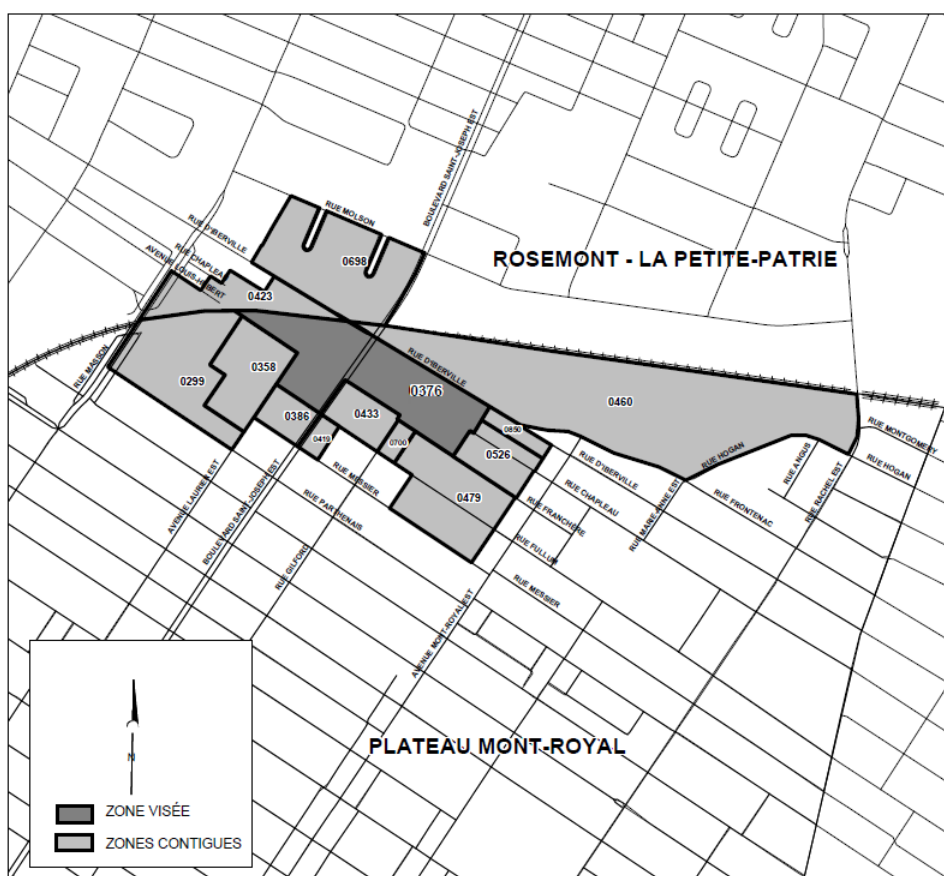 BOULEVARD SAINT-JOSEPH EST
RUE MOLSON
RUE D'IBERVILLE
ROSEMONT - LA PETITE-PATRIE
0698
RUE CHAPLEAU
AVENUE LOUIS-HÉBERT
0423
RUE MASSON
0299
0358
RUE D'IBERVILLE
0376
0460
0386
0433
0419
0700
0850
0526
0479
RUE HOGAN
RUE MONTGOMERY
RUE HOGAN
RUE ANGUS
RUE RACHEL EST
RUE D'IBERVILLE
RUE CHAPLEAU
RUE MARIE-ANNE EST
RUE FRONTENAC
RUE FRANCHÈRE
RUE FULLUM
RUE MESSIER
RUE MESSIER
RUE PARTHENAIS
AVENUE LAURIER EST
BOULEVARD SAINT-JOSEPH EST
RUE GILFORD
AVENUE MONT-ROYAL EST
PLATEAU MONT-ROYAL
N
ZONE VISÉE
ZONES CONTIGUES